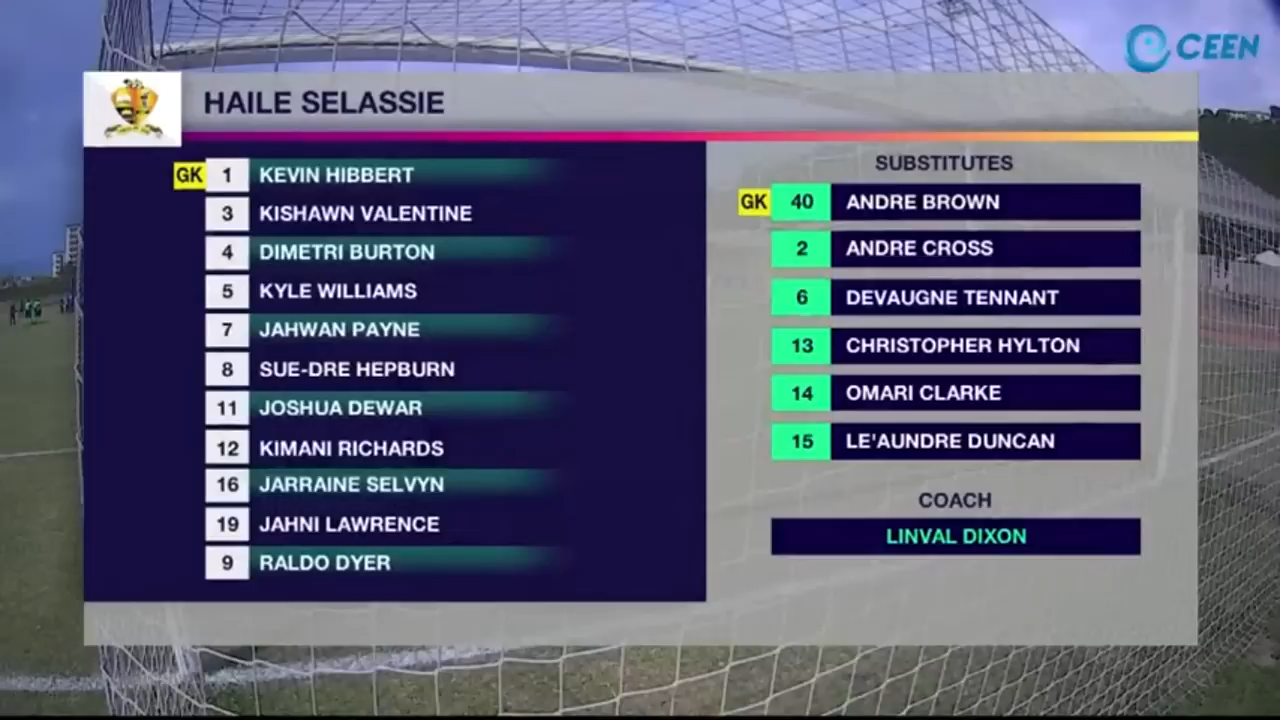 CEEN
HAILE SELASSIE
GK 1 KEVIN HIBBERT
3 KISHAWN VALENTINE
4 DIMETRI BURTON
5 KYLE WILLIAMS
7 JAHWAN PAYNE
8 SUE-DRE HEPBURN
11 JOSHUA DEWAR
12 KIMANI RICHARDS
16 JARRAINE SELVYN
19 JAHNI LAWRENCE
9 RALDO DYER
SUBSTITUTES
GK 40 ANDRE BROWN
2 ANDRE CROSS
6 DEVAUGNE TENNANT
13 CHRISTOPHER HYLTON
14 OMARI CLARKE
15 LE'AUNDRE DUNCAN
COACH
LINVAL DIXON